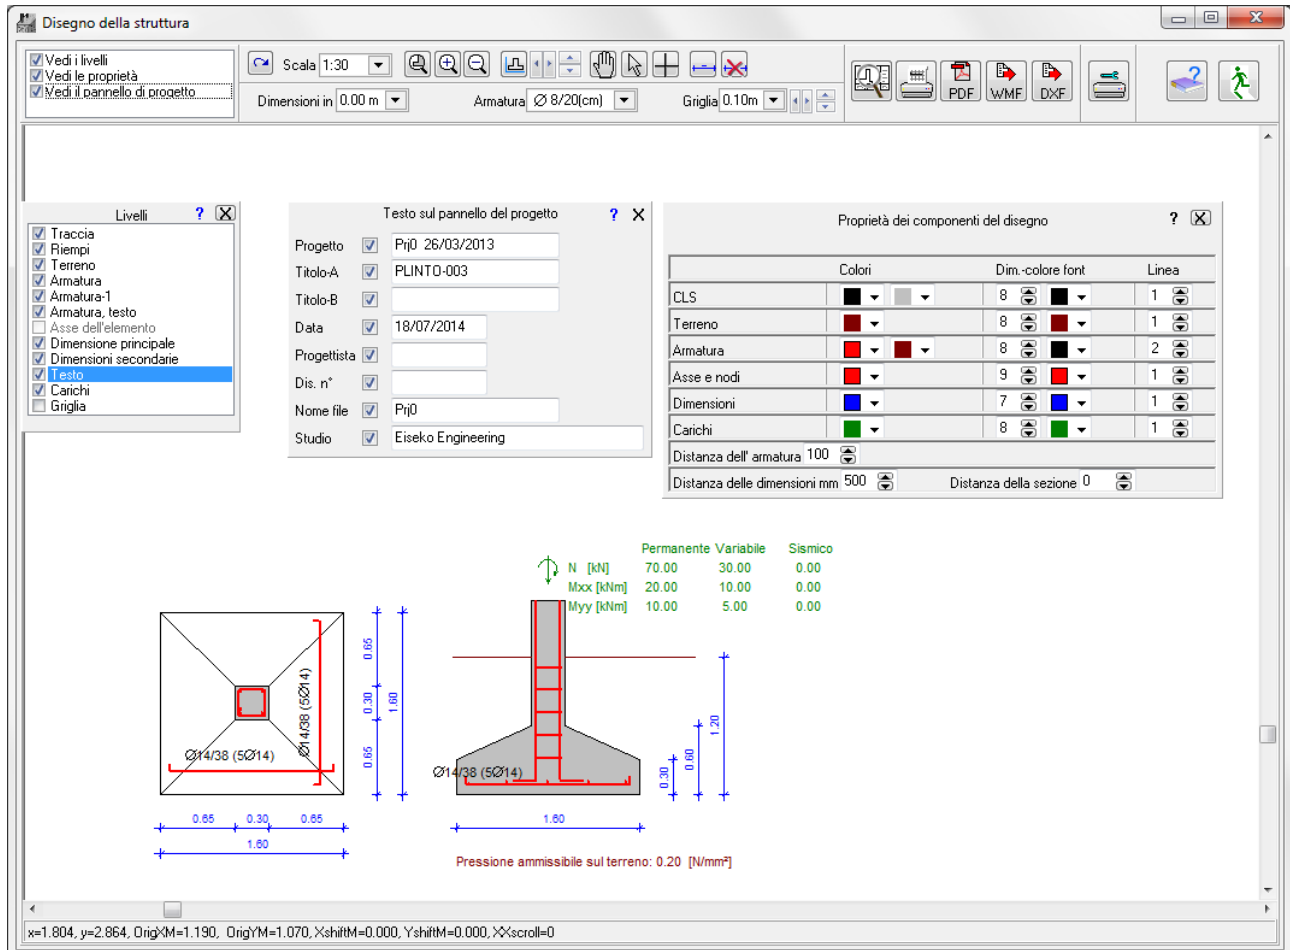 Disegno della struttura
Vedi i livelli
Vedi le proprietà
Vedi il pannello di progetto
Scala 1:30
Dimensioni in 0.00 m
Armatura Ø 8/20(cm)
Griglia 0.10m
PDF
WMF
DXF
Livelli ? X
Traccia
Riempi
Terreno
Armatura
Armatura-1
Armatura, testo
Asse dell'elemento
Dimensione principale
Dimensioni secondarie
Testo
Carichi
Griglia
Testo sul pannello del progetto ? X
Progetto Prj0 26/03/2013
Titolo-A PLINTO-003
Titolo-B
Data 18/07/2014
Progettista
Dis. n°
Nome file Prj0
Studio Eiseko Engineering
Proprietà dei componenti del disegno ? X
Colori Dim.-colore font Linea
CLS 8 1
Terreno 8 1
Armatura 8 2
Asse e nodi 9 1
Dimensioni 7 1
Carichi 8 1
Distanza dell' armatura 100
Distanza delle dimensioni mm 500 Distanza della sezione 0
Permanente Variabile Sismico
N [kN] 70.00 30.00 0.00
Mxx [kNm] 20.00 10.00 0.00
Myy [kNm] 10.00 5.00 0.00
Ø14/38 (5Ø14)
Ø14/38 (5Ø14)
0.65
0.30
0.65
1.60
0.65 0.30 0.65
1.60
Ø14/38 (5Ø14)
0.30
0.60
1.20
1.60
Pressione ammissibile sul terreno: 0.20 [N/mm²]
x=1.804, y=2.864, OrigXM=1.190, OrigYM=1.070, XshiftM=0.000, YshiftM=0.000, XXscroll=0